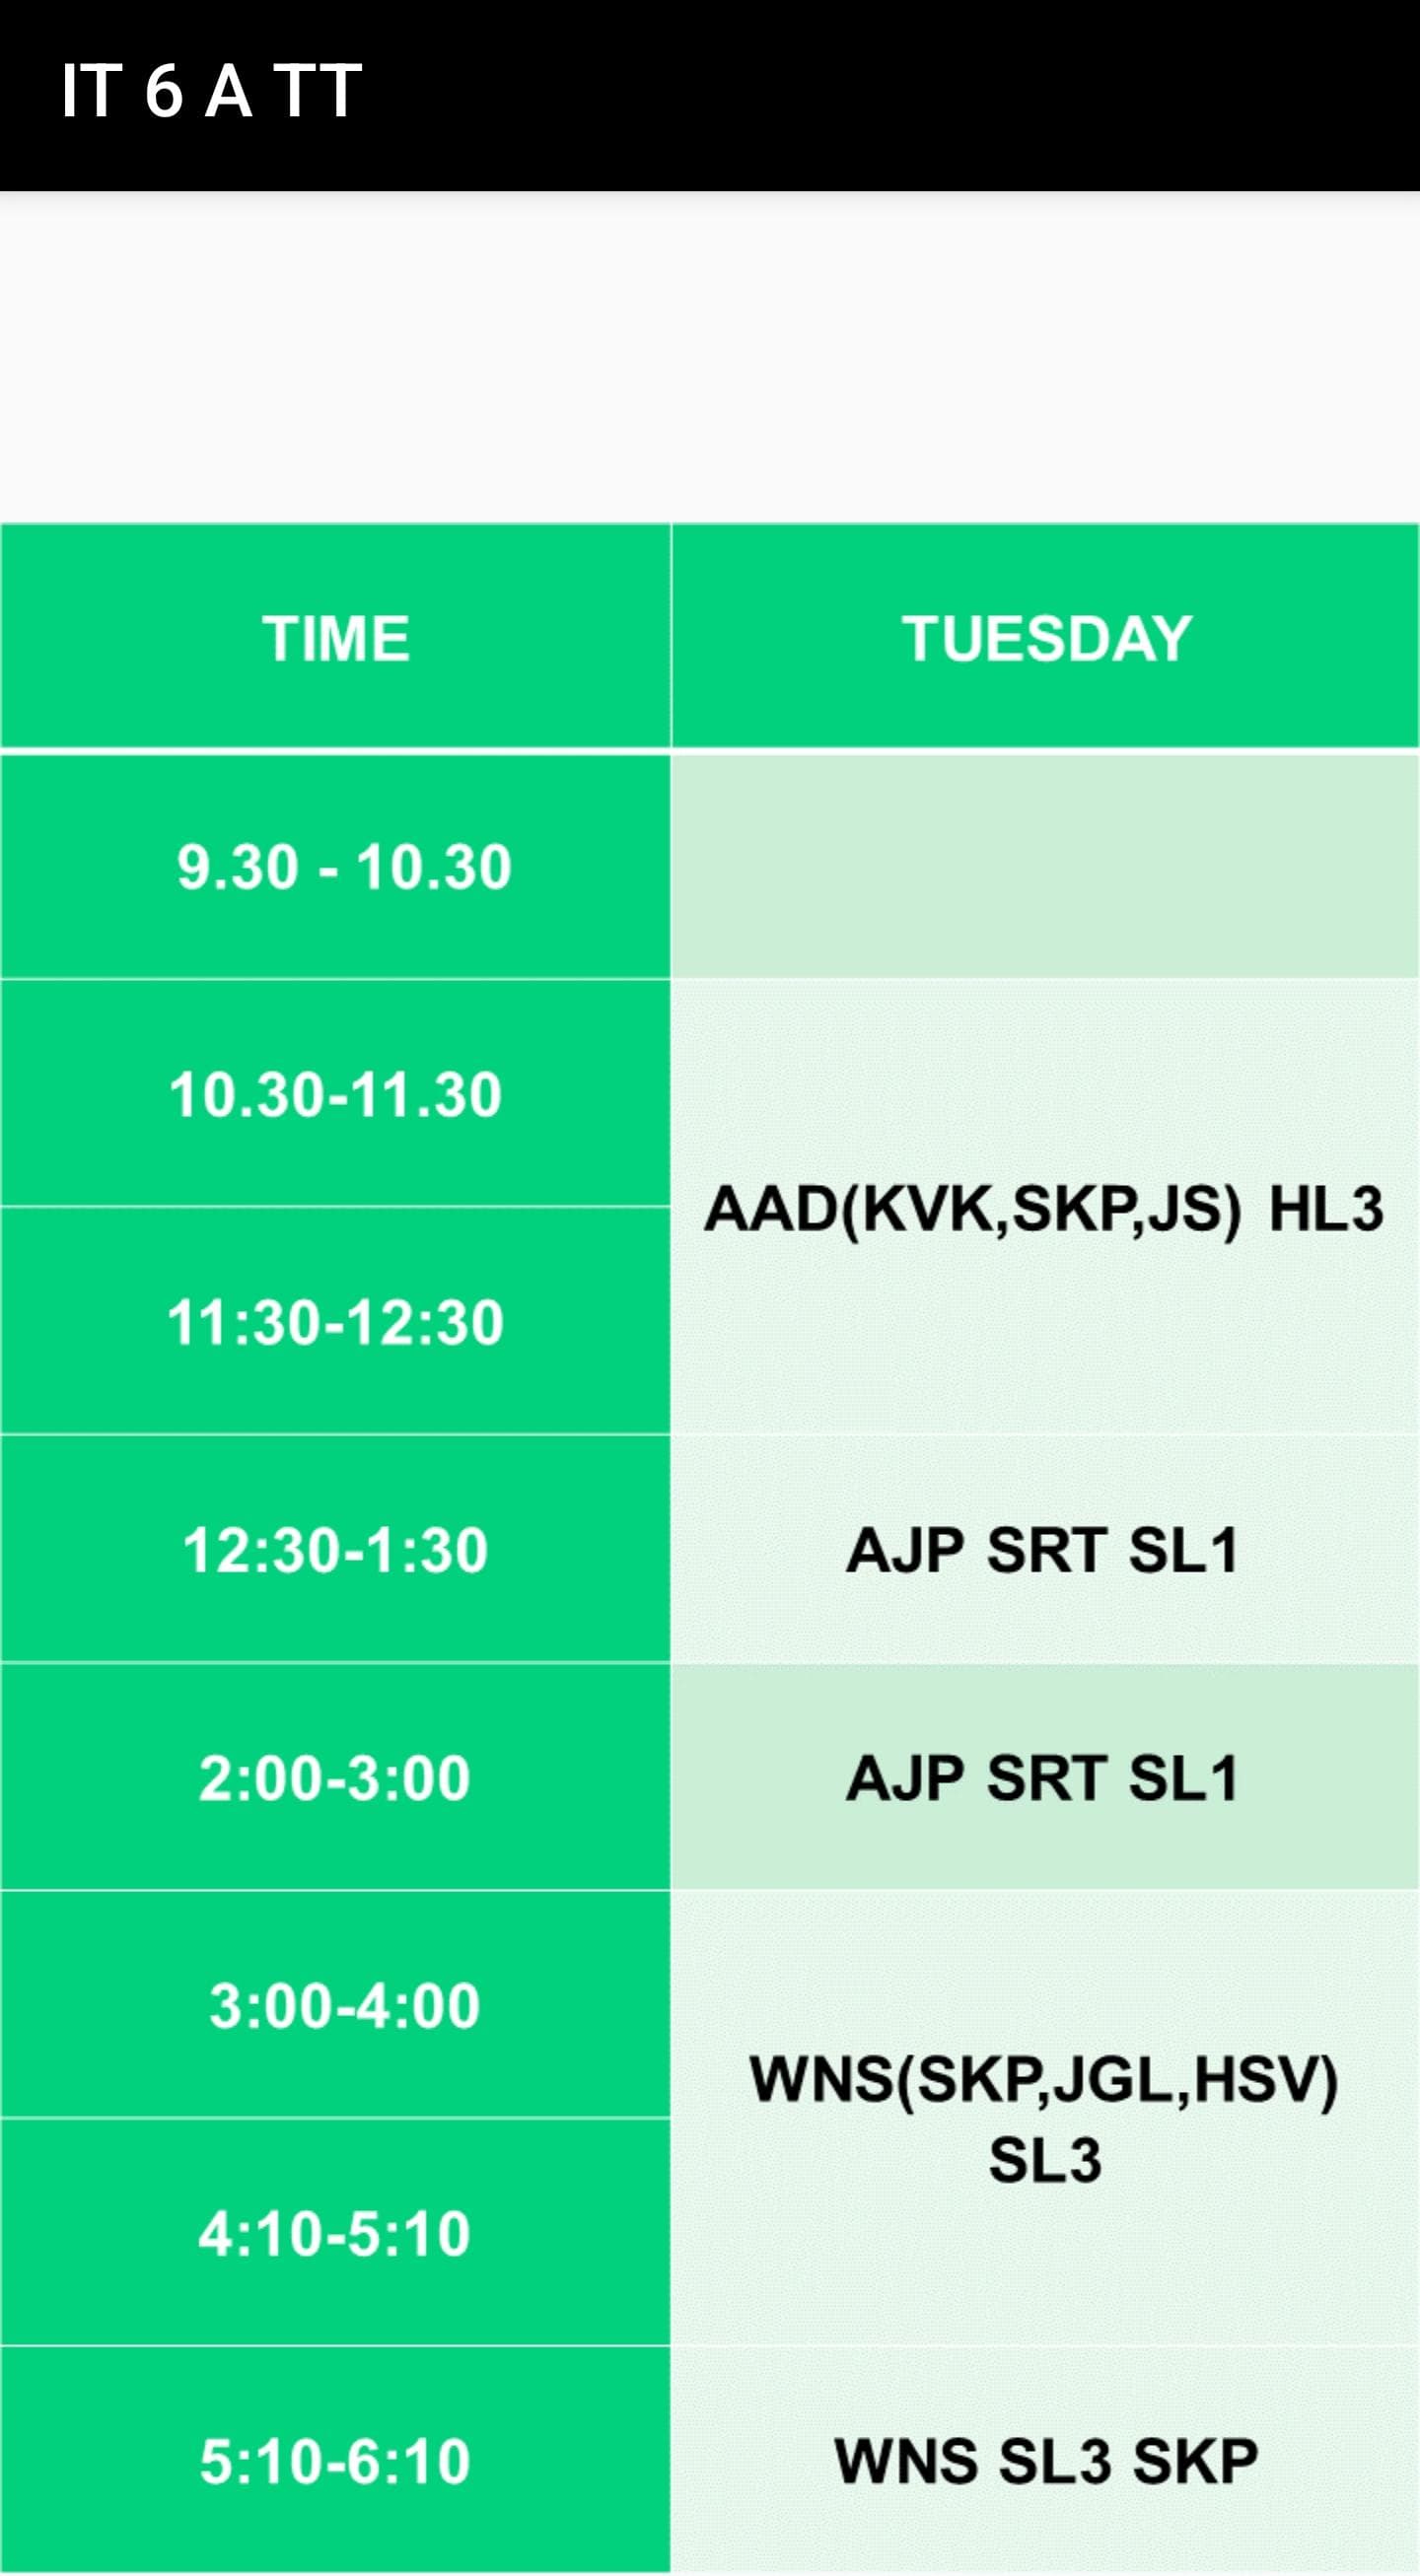 IT 6 A TT
TIME TUESDAY
9.30 - 10.30
10.30-11.30
AAD(KVK,SKP,JS) HL3
11:30-12:30
12:30-1:30 AJP SRT SL1
2:00-3:00 AJP SRT SL1
3:00-4:00
WNS(SKP,JGL,HSV)
SL3
4:10-5:10
5:10-6:10 WNS SL3 SKP